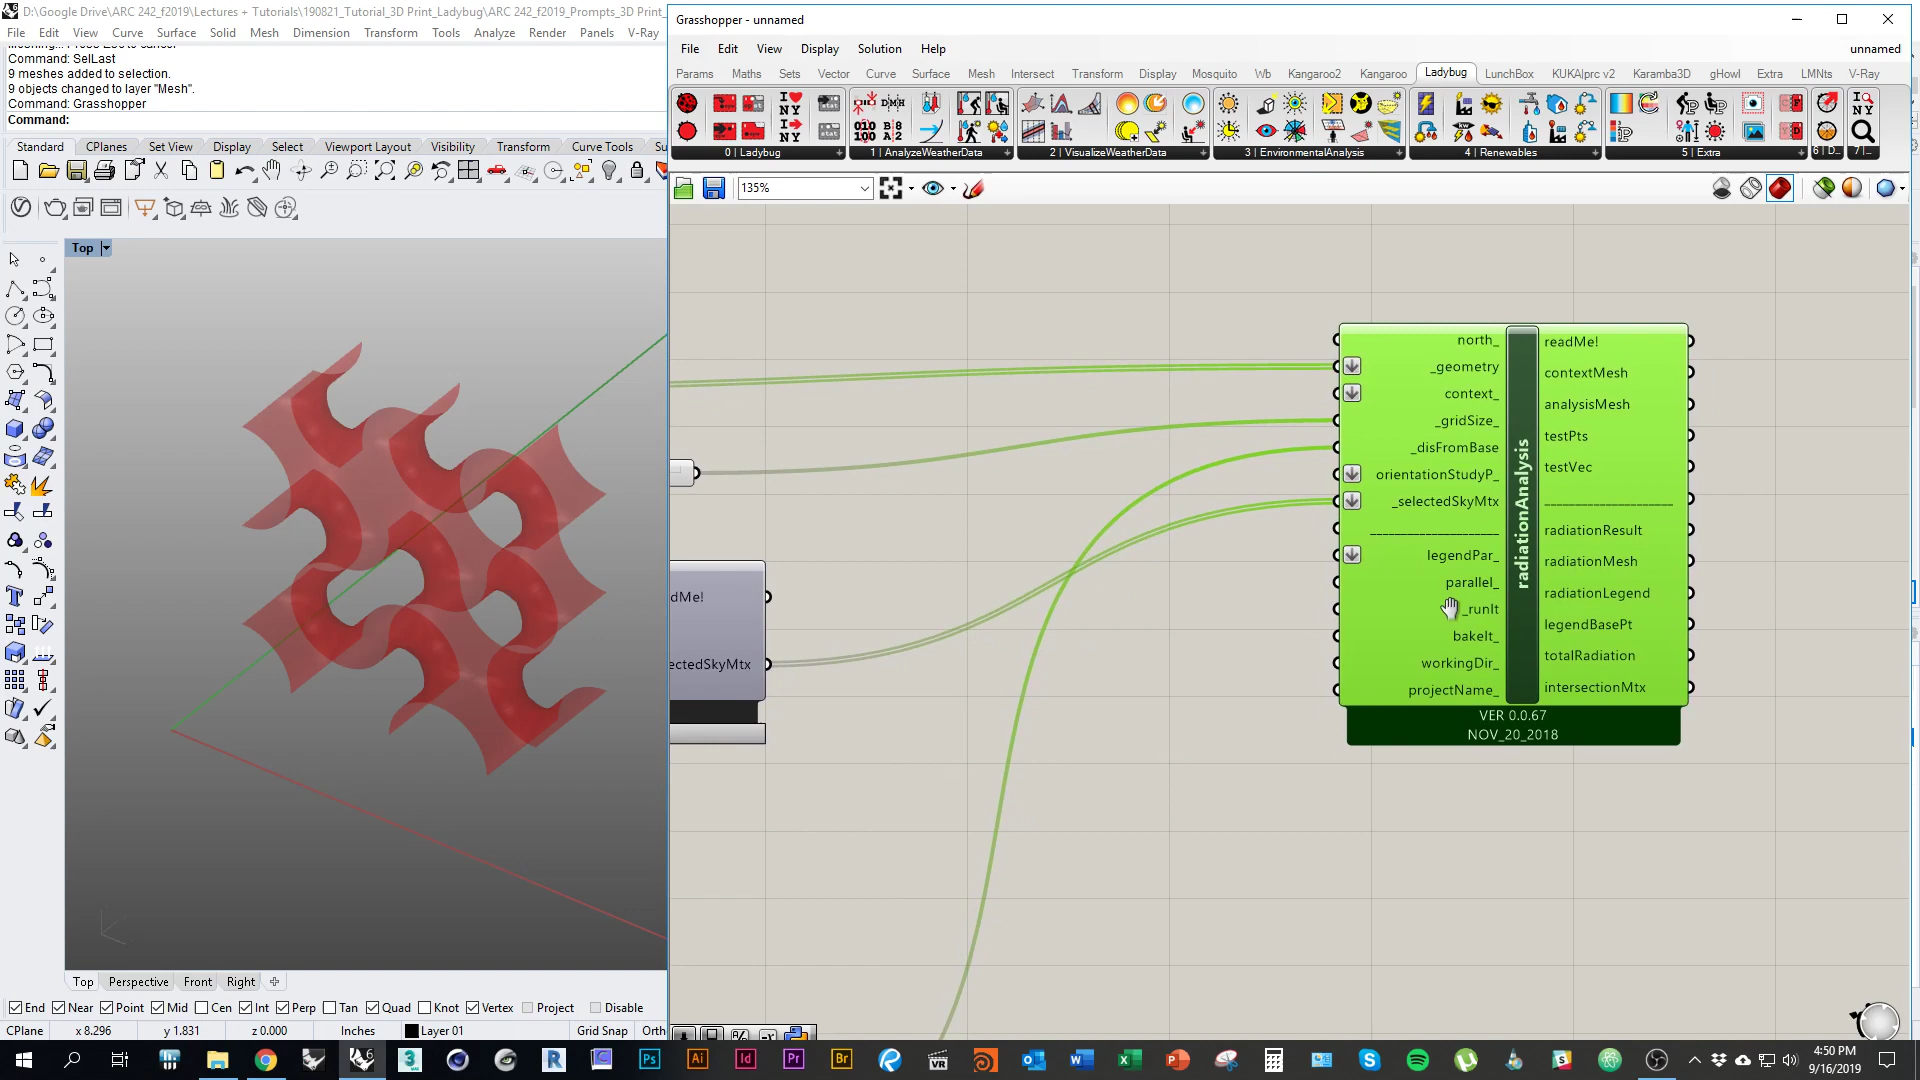 D:\Google Drive\ARC 242_f2019\Lectures + Tutorials\190821_Tutorial_3D Print_Ladybug\ARC 242_f2019_Prompts_3D Print_
File Edit View Curve Surface Solid Mesh Dimension Transform Tools Analyze Render Panels V-Ray
Command: SelLast
9 meshes added to selection.
9 objects changed to layer "Mesh".
Command: Grasshopper
Command:
Standard CPlanes Set View Display Select Viewport Layout Visibility Transform Curve Tools Su
Top
Top Perspective Front Right
End Near Point Mid Cen Int Perp Tan Quad Knot Vertex Project Disable
CPlane x 8.296 y 1.831 z 0.000 Inches Layer 01 Grid Snap Orth
Grasshopper - unnamed
File Edit View Display Solution Help unnamed
Params Maths Sets Vector Curve Surface Mesh Intersect Transform Display Mosquito Wb Kangaroo2 Kangaroo Ladybug LunchBox KUKA|prc v2 Karamba3D gHowl Extra LMNts V-Ray
0 | Ladybug 1 | AnalyzeWeatherData 2 | VisualizeWeatherData 3 | EnvironmentalAnalysis 4 | Renewables 5 | Extra 6 | D... 7 |...
135%
north_
_geometry
context_
_gridSize_
_disFromBase
orientationStudyP_
_selectedSkyMtx
____________________
legendPar_
parallel_
_runIt
bakeIt_
workingDir_
projectName_
radiationAnalysis
readMe!
contextMesh
analysisMesh
testPts
testVec
____________________
radiationResult
radiationMesh
radiationLegend
legendBasePt
totalRadiation
intersectionMtx
VER 0.0.67
NOV_20_2018
dMe!
ectedSkyMtx
4:50 PM
9/16/2019